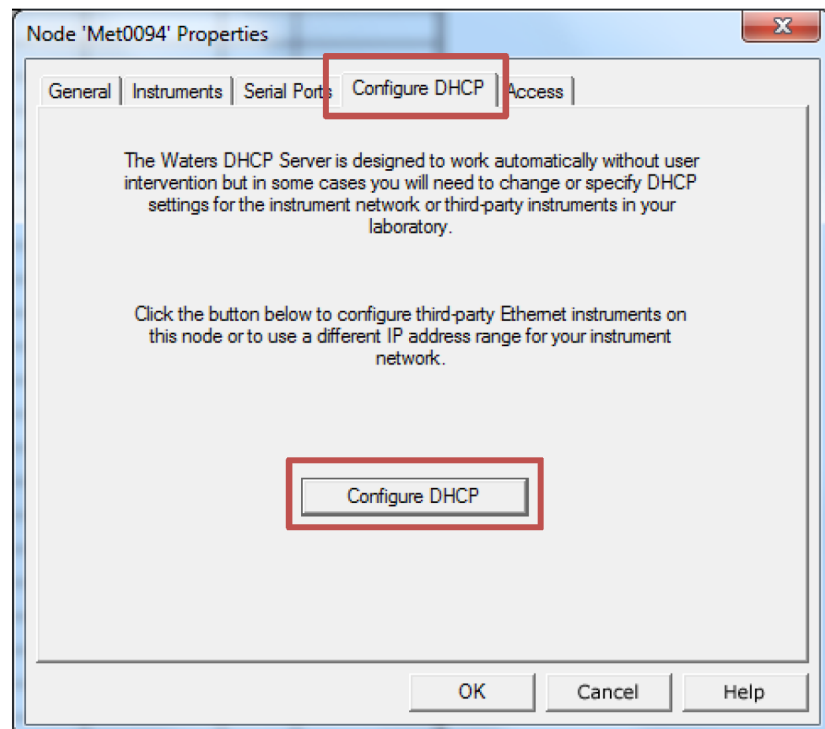 Node 'Met0094' Properties
General Instruments Serial Ports Configure DHCP Access
The Waters DHCP Server is designed to work automatically without user
intervention but in some cases you will need to change or specify DHCP
settings for the instrument network or third-party instruments in your
laboratory.
Click the button below to configure third-party Ethernet instruments on
this node or to use a different IP address range for your instrument
network.
Configure DHCP
OK Cancel Help